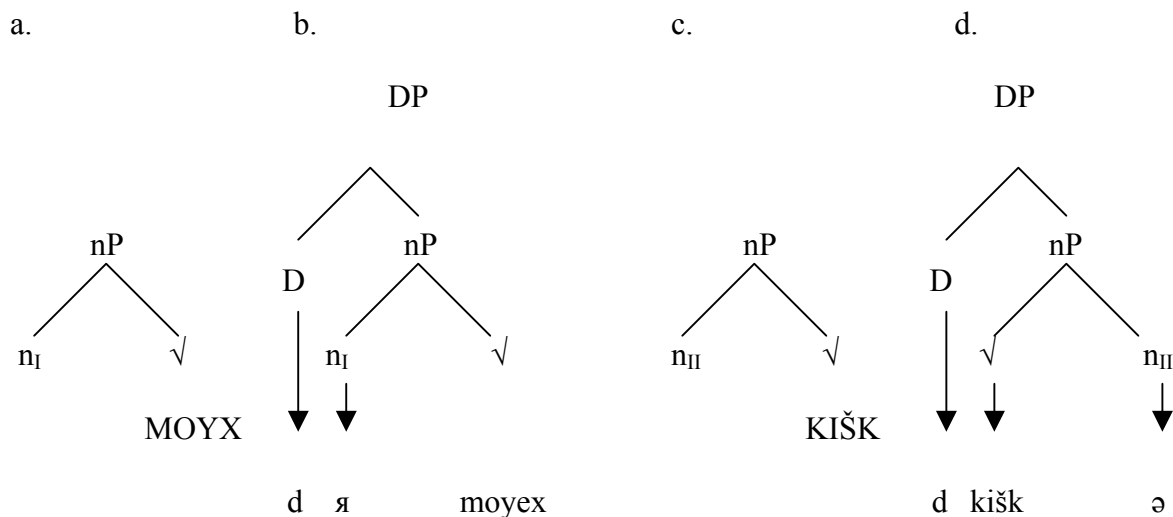 a. b. c. d.
DP DP
nP nP nP nP
D D
n_I √ n_I √ n_II √ √ n_II
MOYX KIŠK
d я moyex d kišk ə